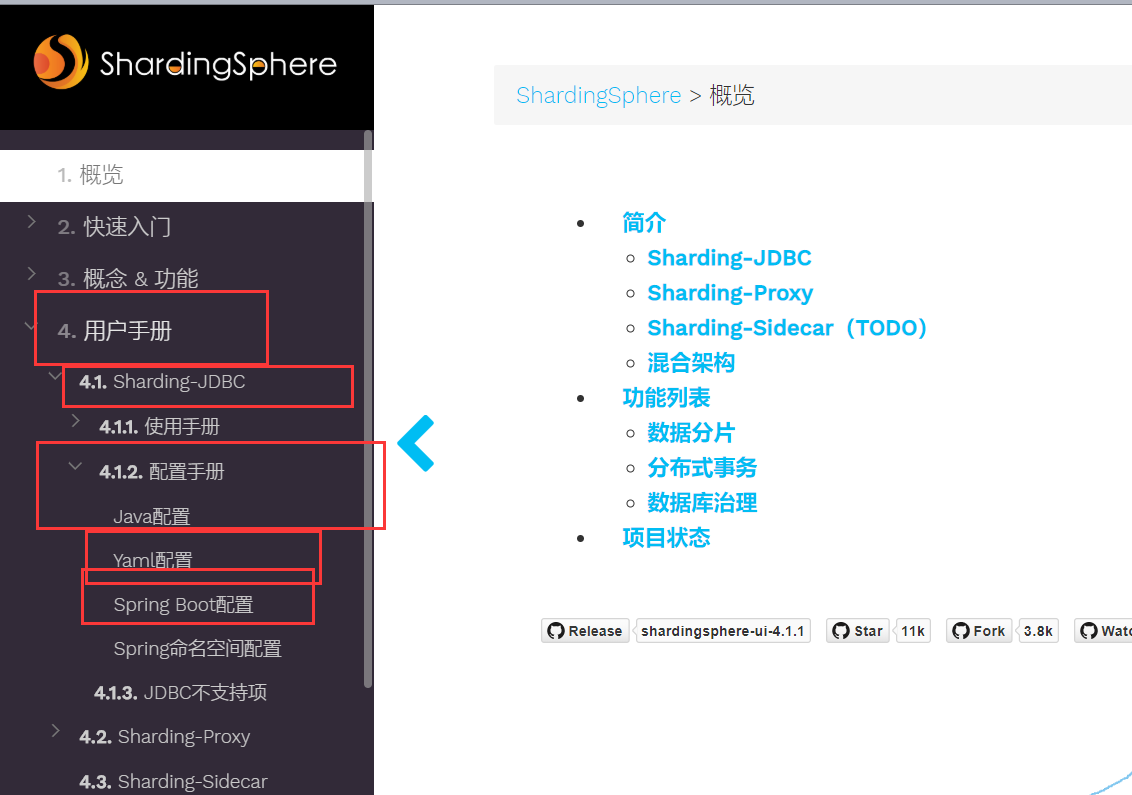 ShardingSphere
1. 概览
2. 快速入门
3. 概念 & 功能
4. 用户手册
4.1. Sharding-JDBC
4.1.1. 使用手册
4.1.2. 配置手册
Java配置
Yaml配置
Spring Boot配置
Spring命名空间配置
4.1.3. JDBC不支持项
4.2. Sharding-Proxy
4.3. Sharding-Sidecar
ShardingSphere > 概览
简介
Sharding-JDBC
Sharding-Proxy
Sharding-Sidecar（TODO）
混合架构
功能列表
数据分片
分布式事务
数据库治理
项目状态
Release shardingsphere-ui-4.1.1 Star 11k Fork 3.8k